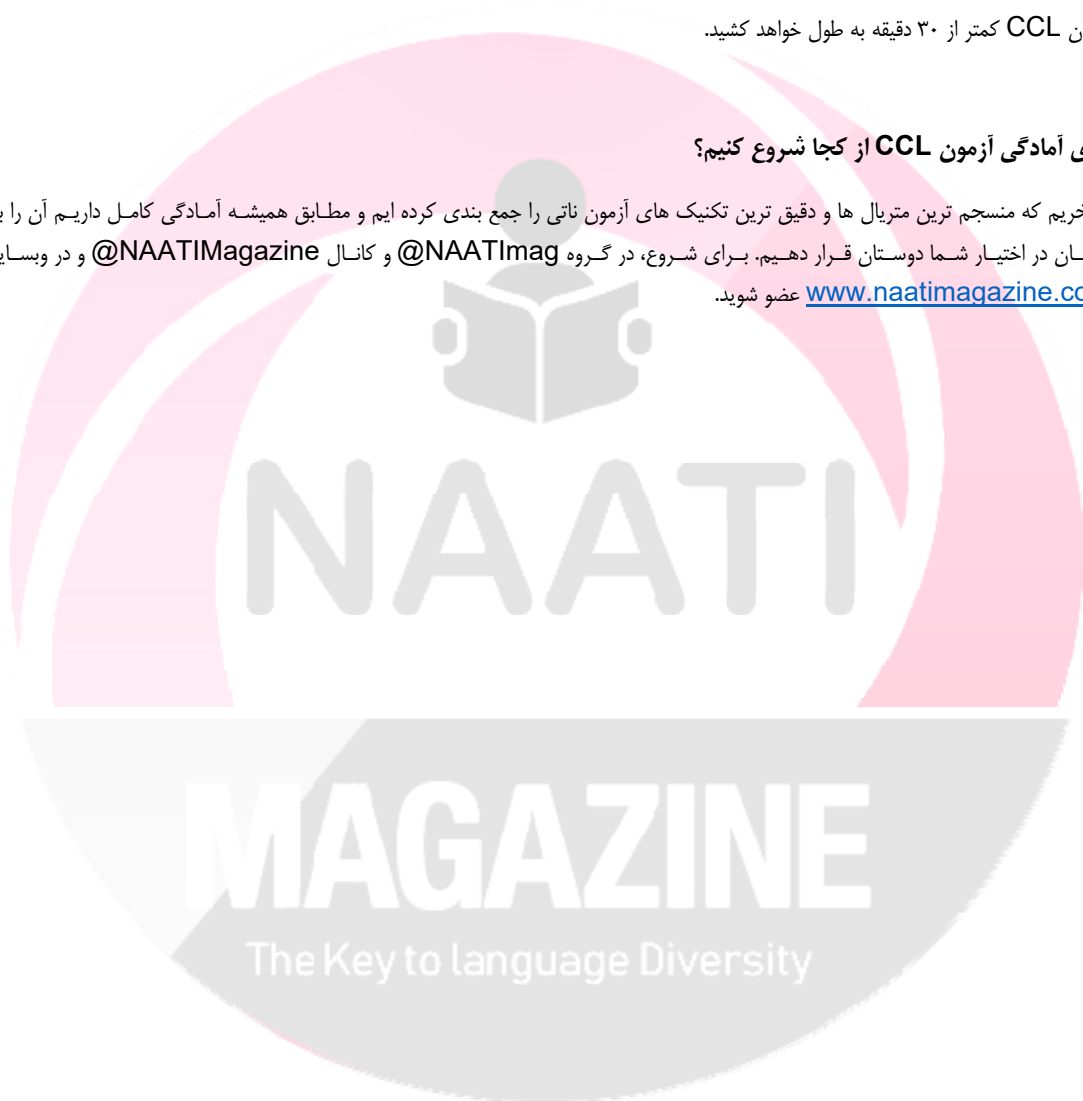 ن CCL کمتر از ۳۰ دقیقه به طول خواهد کشید.
ی آمادگی آزمون CCL از کجا شروع کنیم؟
خریم که منسجم ترین متریال ها و دقیق ترین تکنیک های آزمون ناتی را جمع بندی کرده ایم و مطـابق همیشـه آمـادگی کامـل داریـم آن را ب
ـان در اختیـار شـما دوسـتان قـرار دهـیم. بـرای شـروع، در گـروه @NAATImag و کانـال @NAATIMagazine و در وبسـای
www.naatimagazine.co عضو شوید.
NAATI
MAGAZINE
The Key to language Diversity